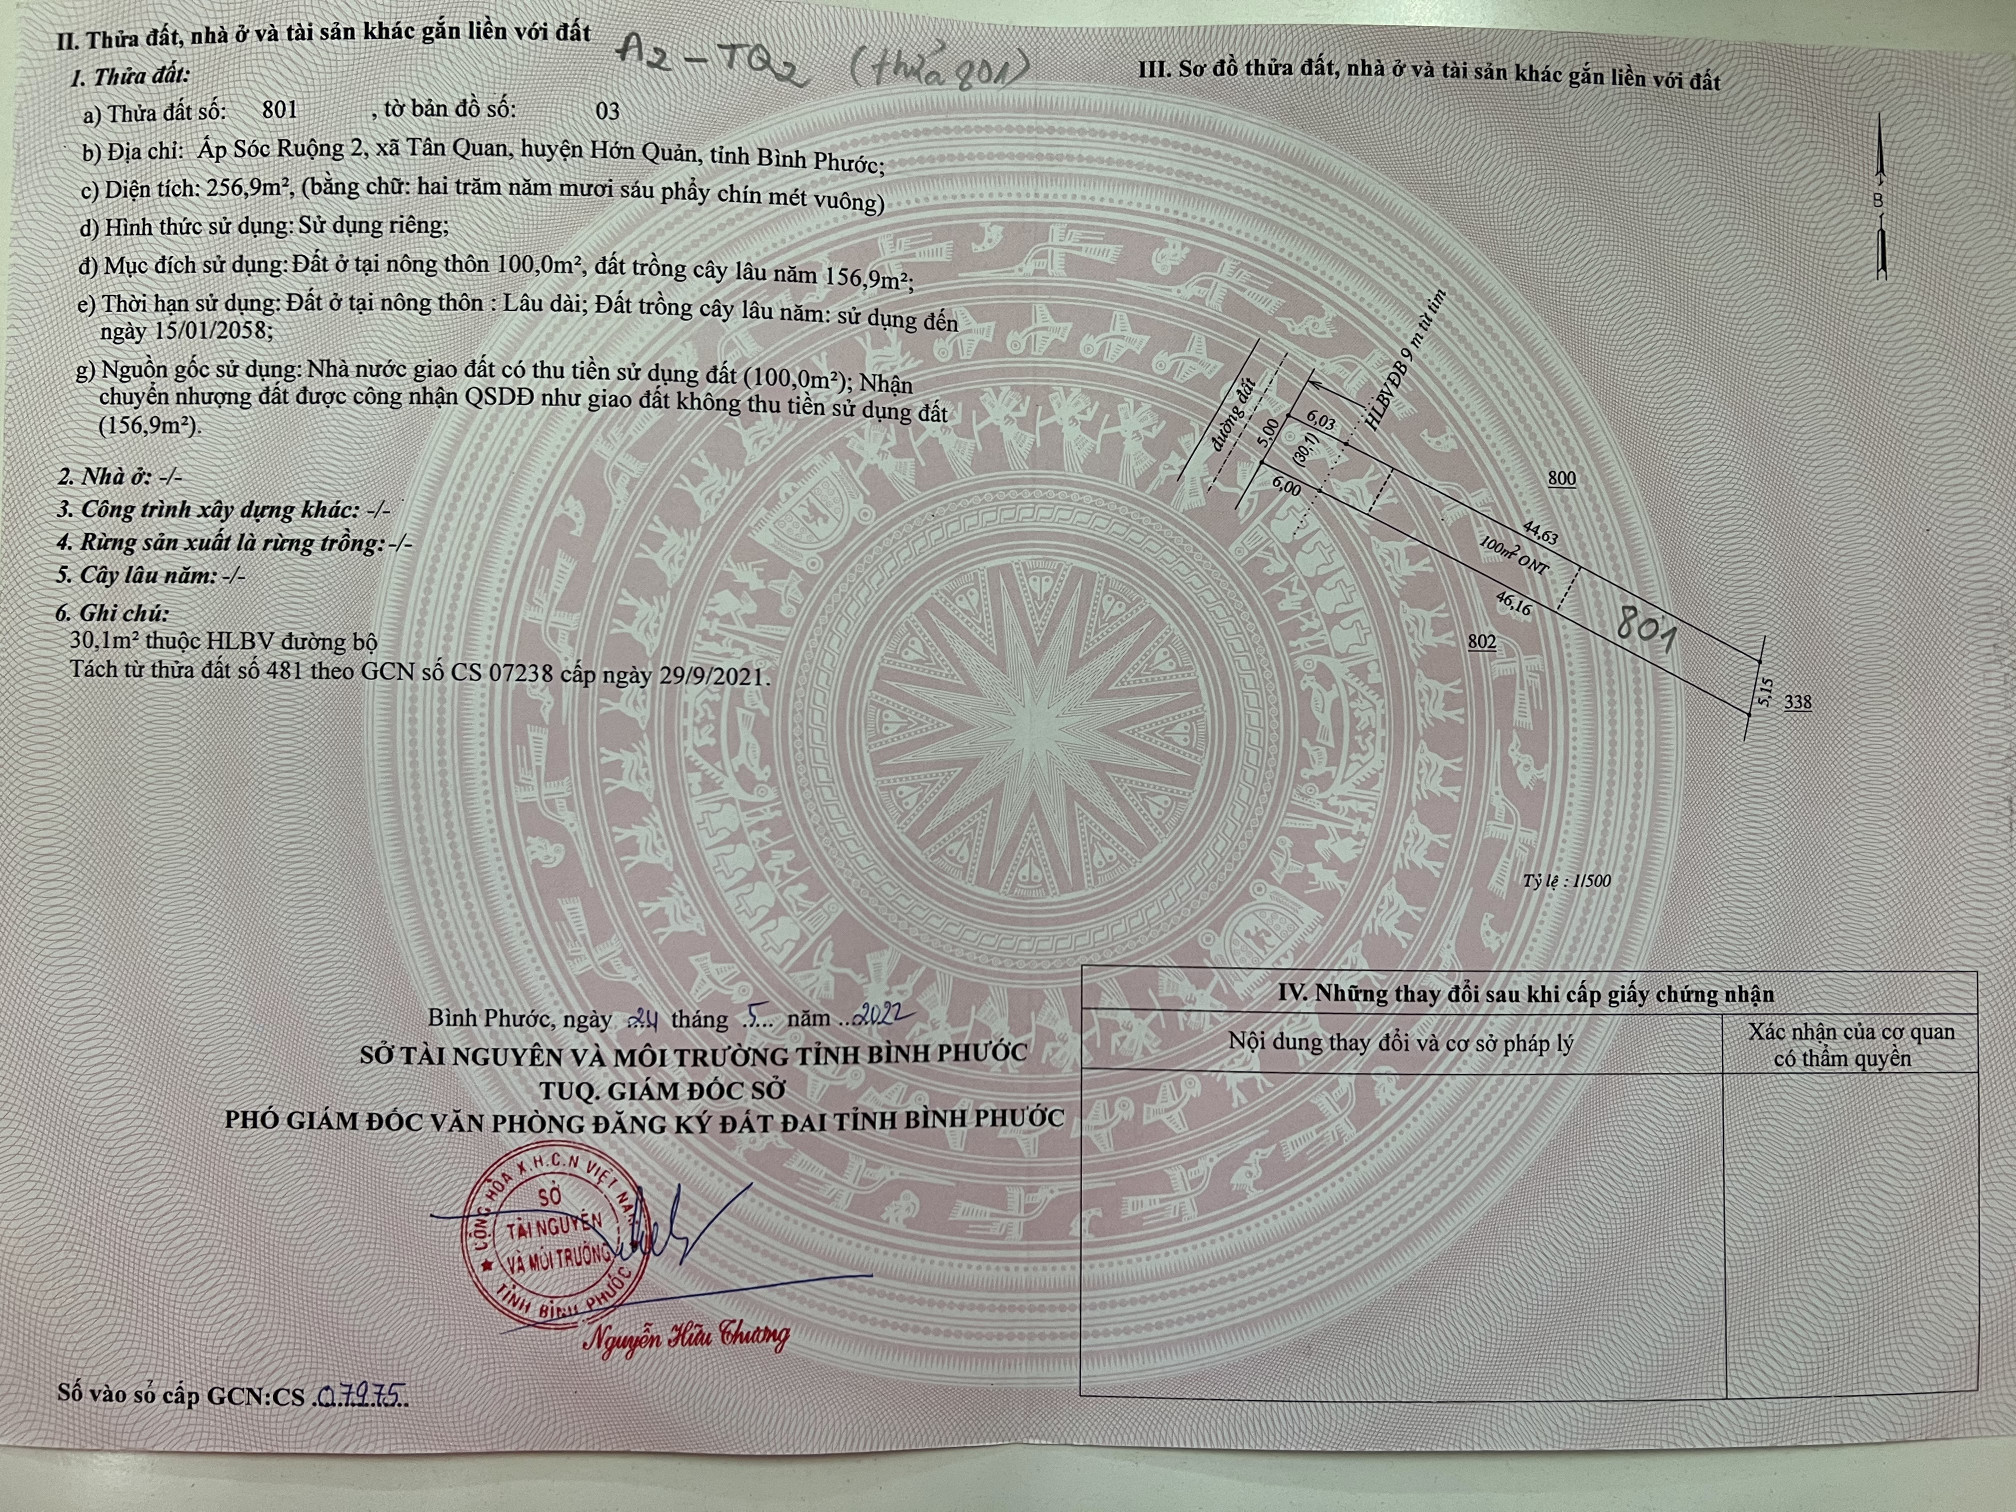 II. Thửa đất, nhà ở và tài sản khác gắn liền với đất
A2 - TQ2 (thửa 801)
1. Thửa đất:
a) Thửa đất số: 801 , tờ bản đồ số: 03
b) Địa chỉ: Ấp Sóc Ruộng 2, xã Tân Quan, huyện Hớn Quản, tỉnh Bình Phước;
c) Diện tích: 256,9m², (bằng chữ: hai trăm năm mươi sáu phẩy chín mét vuông)
d) Hình thức sử dụng: Sử dụng riêng;
đ) Mục đích sử dụng: Đất ở tại nông thôn 100,0m², đất trồng cây lâu năm 156,9m²;
e) Thời hạn sử dụng: Đất ở tại nông thôn : Lâu dài; Đất trồng cây lâu năm: sử dụng đến
ngày 15/01/2058;
g) Nguồn gốc sử dụng: Nhà nước giao đất có thu tiền sử dụng đất (100,0m²); Nhận
chuyển nhượng đất được công nhận QSDĐ như giao đất không thu tiền sử dụng đất
(156,9m²).
2. Nhà ở: -/-
3. Công trình xây dựng khác: -/-
4. Rừng sản xuất là rừng trồng: -/-
5. Cây lâu năm: -/-
6. Ghi chú:
30,1m² thuộc HLBV đường bộ
Tách từ thửa đất số 481 theo GCN số CS 07238 cấp ngày 29/9/2021.
Bình Phước, ngày 24 tháng .5... năm ..2022
SỞ TÀI NGUYÊN VÀ MÔI TRƯỜNG TỈNH BÌNH PHƯỚC
TUQ. GIÁM ĐỐC SỞ
PHÓ GIÁM ĐỐC VĂN PHÒNG ĐĂNG KÝ ĐẤT ĐAI TỈNH BÌNH PHƯỚC
CỘNG HÒA X.H.C.N VIỆT NAM
SỞ
TÀI NGUYÊN
VÀ MÔI TRƯỜNG
TỈNH BÌNH PHƯỚC
Nguyễn Hữu Thương
Số vào sổ cấp GCN:CS .07975..
III. Sơ đồ thửa đất, nhà ở và tài sản khác gắn liền với đất
B
HLBVĐB 9 m từ tim
đường đất
5,00
6,03
(30,1)
6,00
800
44,63
100m² ONT
46,16
801
802
5,15
338
Tỷ lệ : 1/500
IV. Những thay đổi sau khi cấp giấy chứng nhận
Nội dung thay đổi và cơ sở pháp lý
Xác nhận của cơ quan
có thẩm quyền